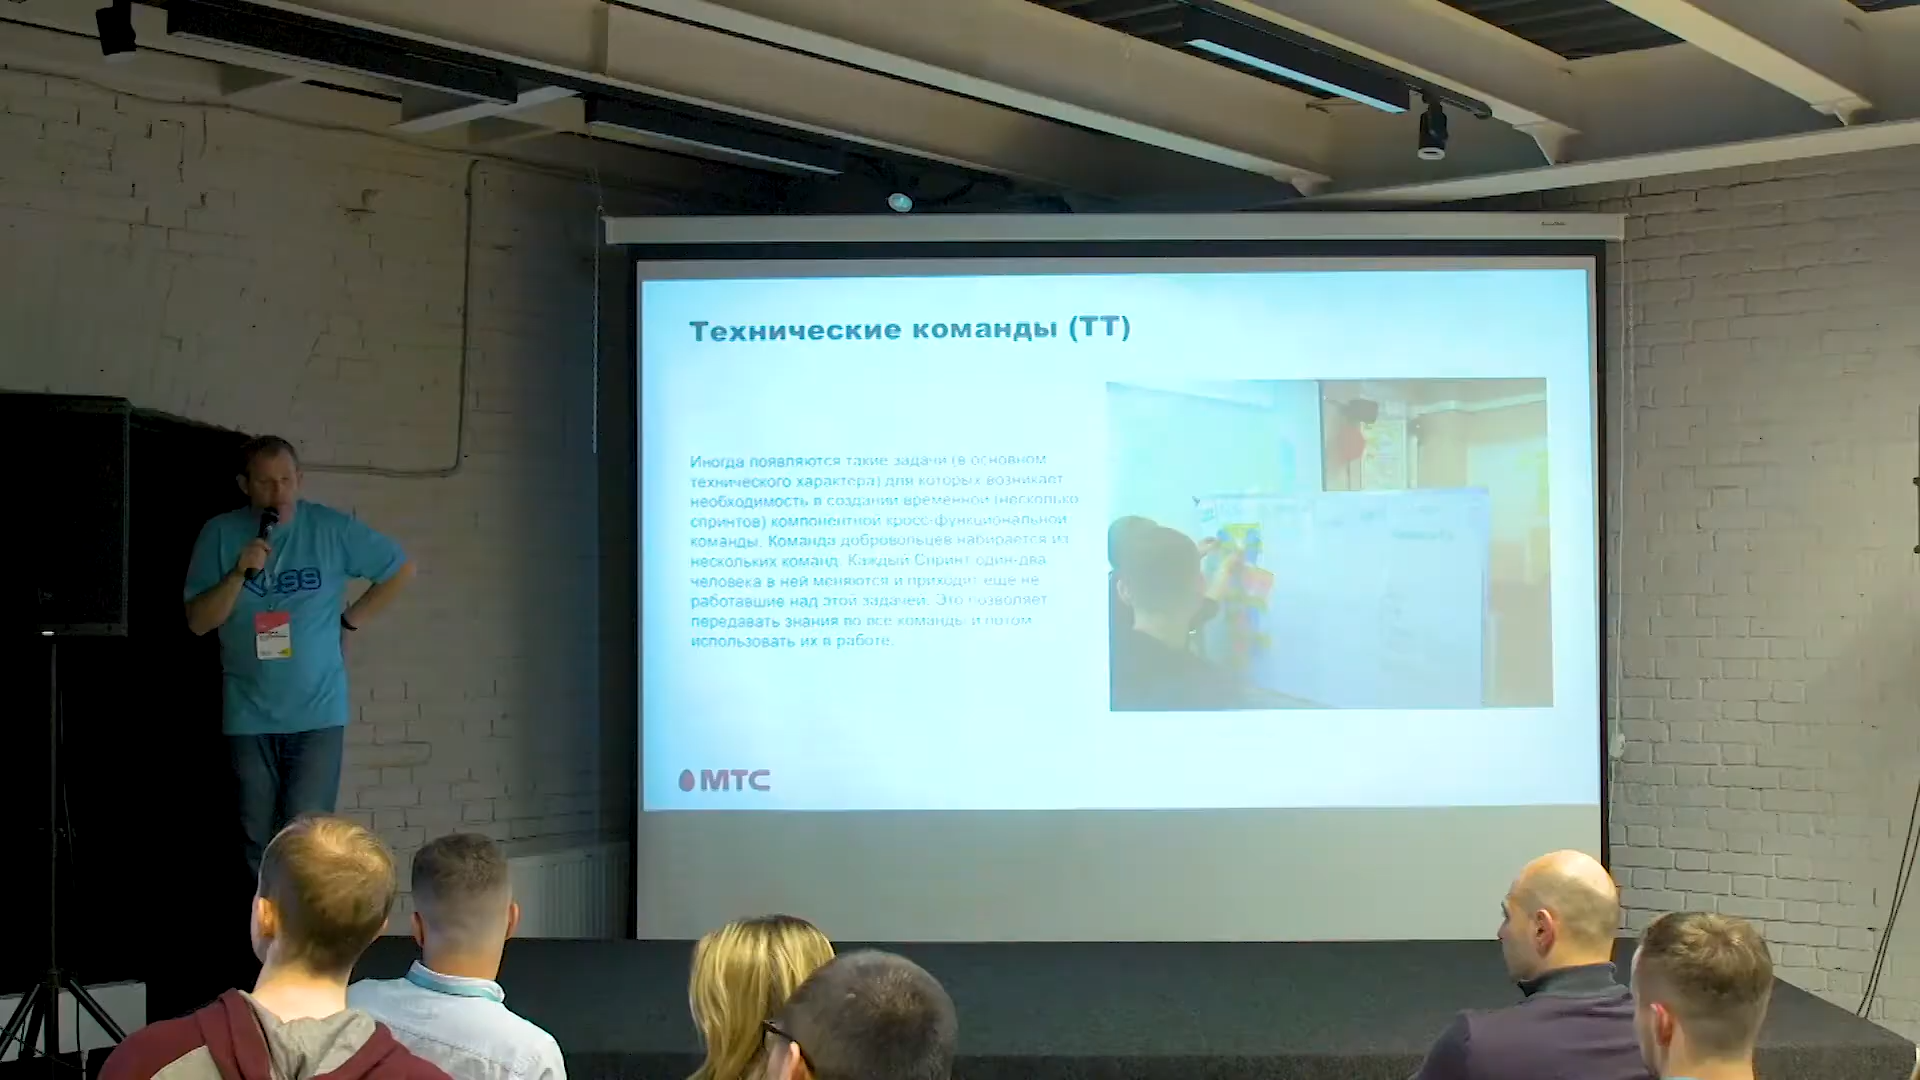 Технические команды (ТТ)
Иногда появляются такие задачи (в основном
технического характера) для которых возникает
необходимость в создании временной (несколько
спринтов) компонентной кросс-функциональной
команды. Команда добровольцев набирается из
нескольких команд. Каждый Спринт один-два
человека в ней меняются и приходят еще не
работавшие над этой задачей. Это позволяет
передавать знания во все команды и потом
использовать их в работе.
МТС